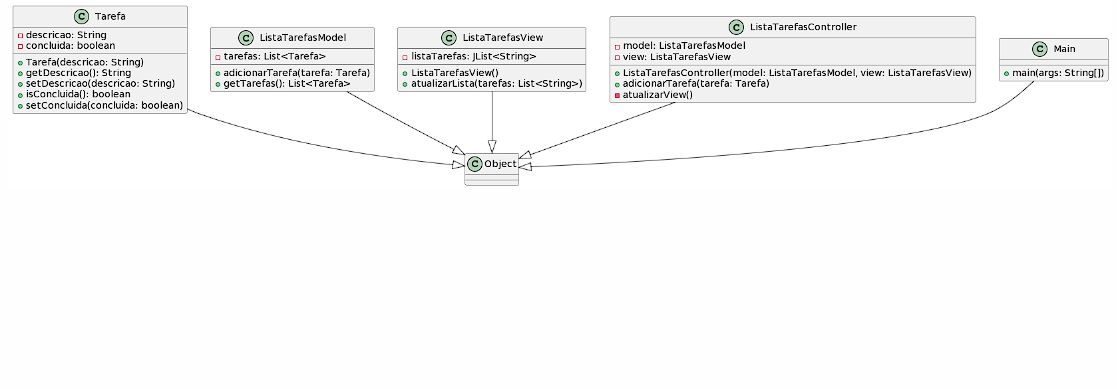 C Tarefa
descricao: String
concluida: boolean
Tarefa(descricao: String)
getDescricao(): String
setDescricao(descricao: String)
isConcluida(): boolean
setConcluida(concluida: boolean)
C ListaTarefasModel
tarefas: List<Tarefa>
adicionarTarefa(tarefa: Tarefa)
getTarefas(): List<Tarefa>
C ListaTarefasView
listaTarefas: JList<String>
ListaTarefasView()
atualizarLista(tarefas: List<String>)
C ListaTarefasController
model: ListaTarefasModel
view: ListaTarefasView
ListaTarefasController(model: ListaTarefasModel, view: ListaTarefasView)
adicionarTarefa(tarefa: Tarefa)
atualizarView()
C Main
main(args: String[])
C Object